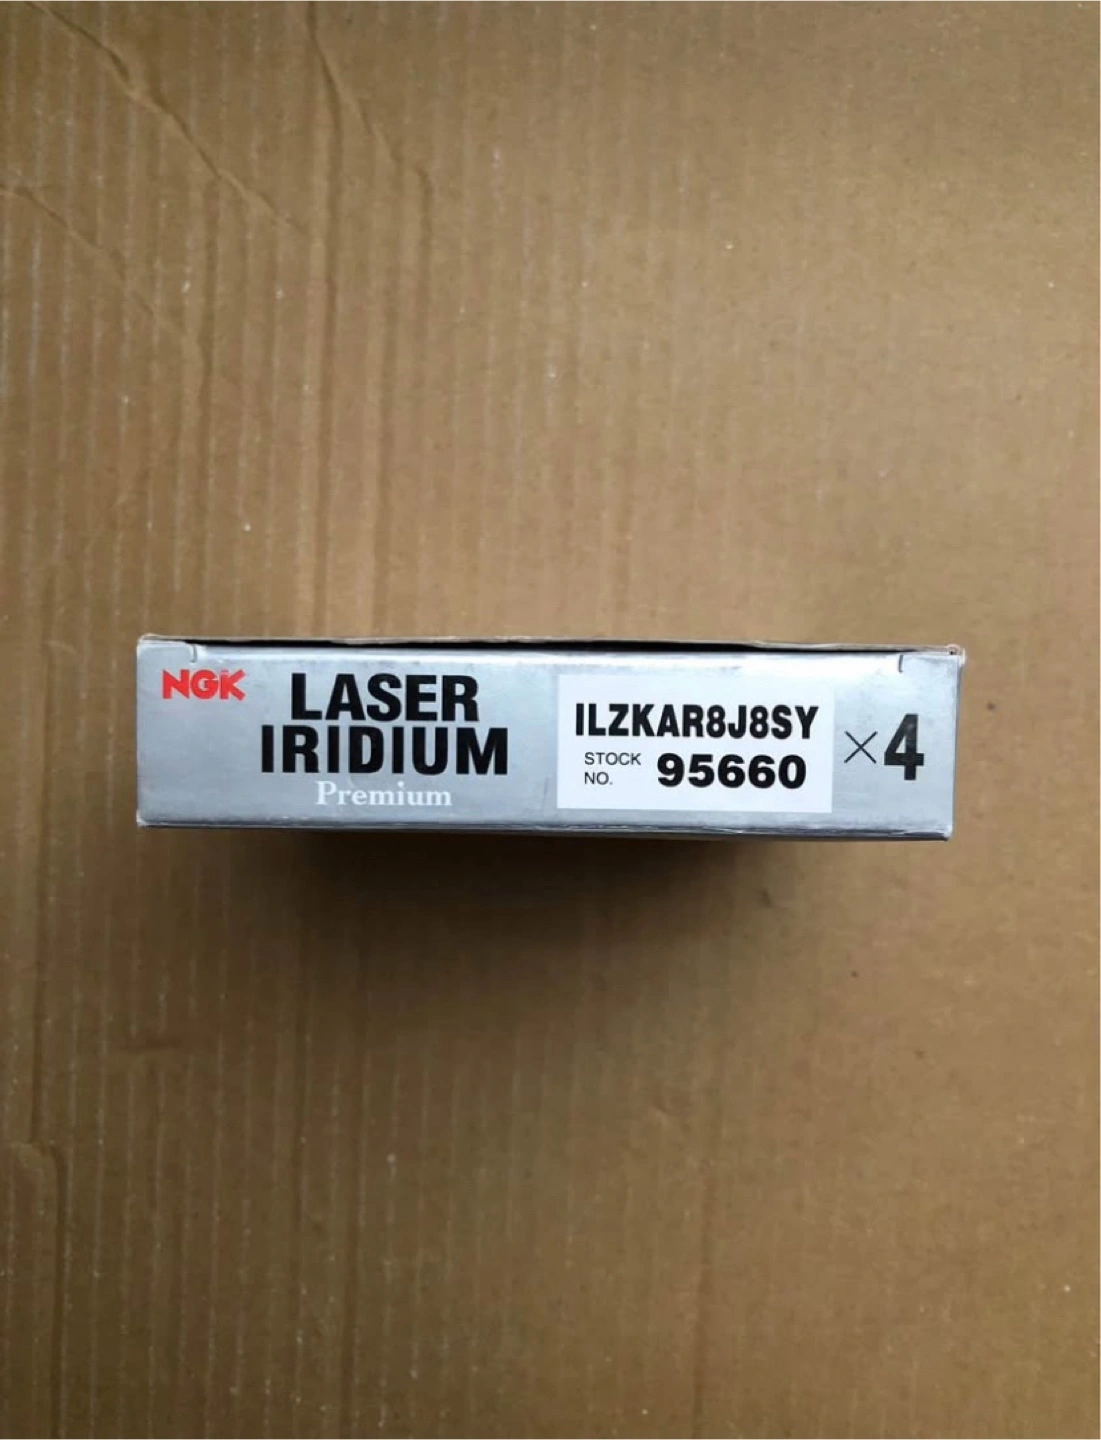 NGK
LASER
IRIDIUM
Premium
ILZKAR8J8SY
STOCK
NO.
95660
×4